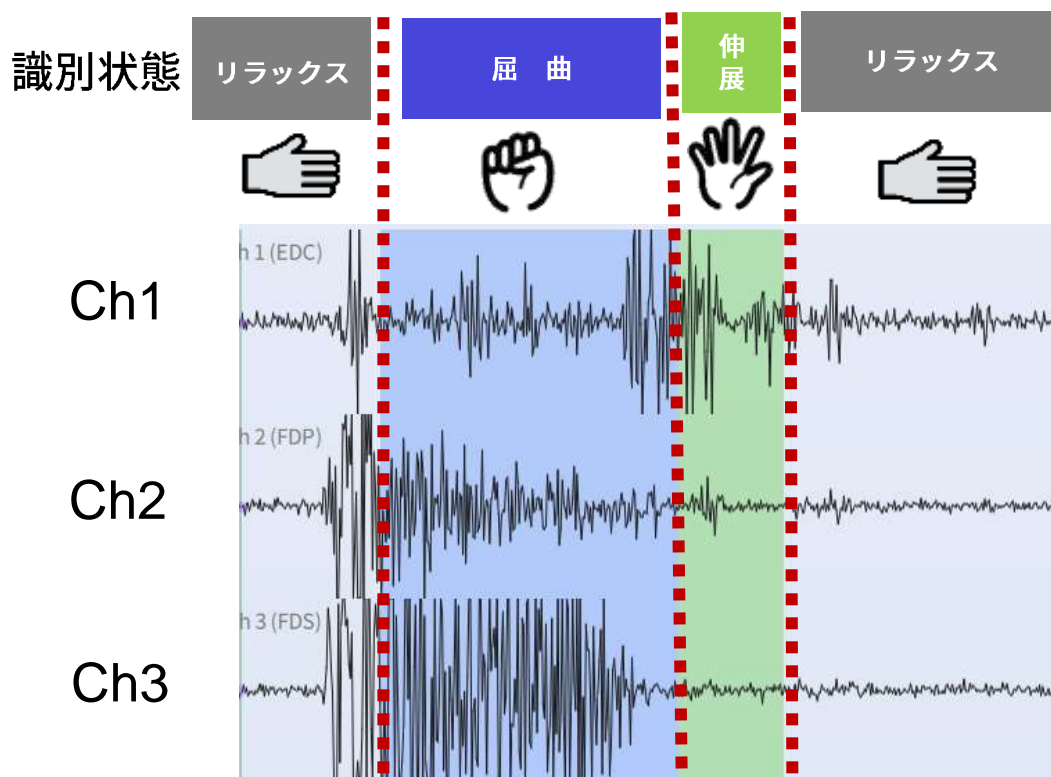 識別状態
リラックス
屈曲
伸
展
リラックス
Ch1
h 1 (EDC)
Ch2
h 2 (FDP)
Ch3
h 3 (FDS)